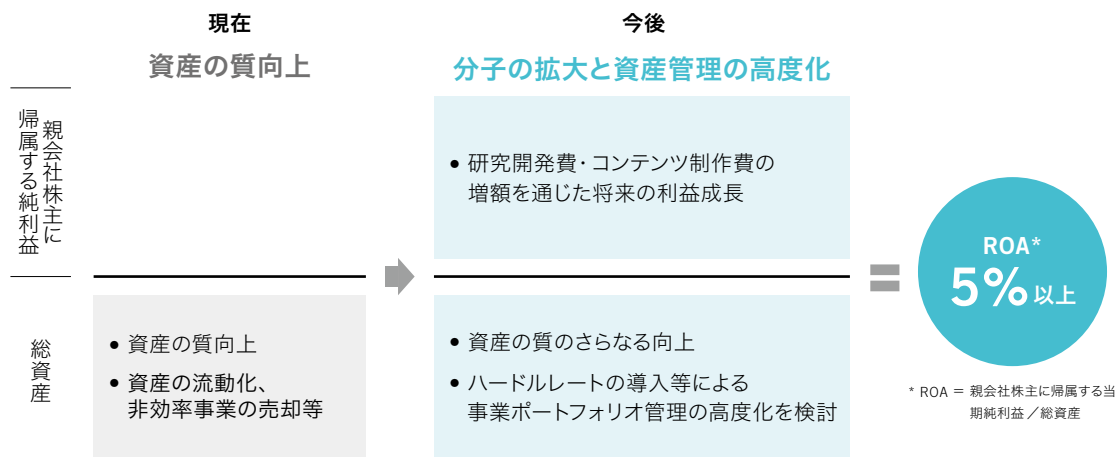 現在
資産の質向上
今後
分子の拡大と資産管理の高度化
親会社株主に
帰属する純利益
• 研究開発費・コンテンツ制作費の
増額を通じた将来の利益成長
総資産
• 資産の質向上
• 資産の流動化、
非効率事業の売却等
• 資産の質のさらなる向上
• ハードルレートの導入等による
事業ポートフォリオ管理の高度化を検討
=
ROA*
5%以上
* ROA = 親会社株主に帰属する当
期純利益／総資産